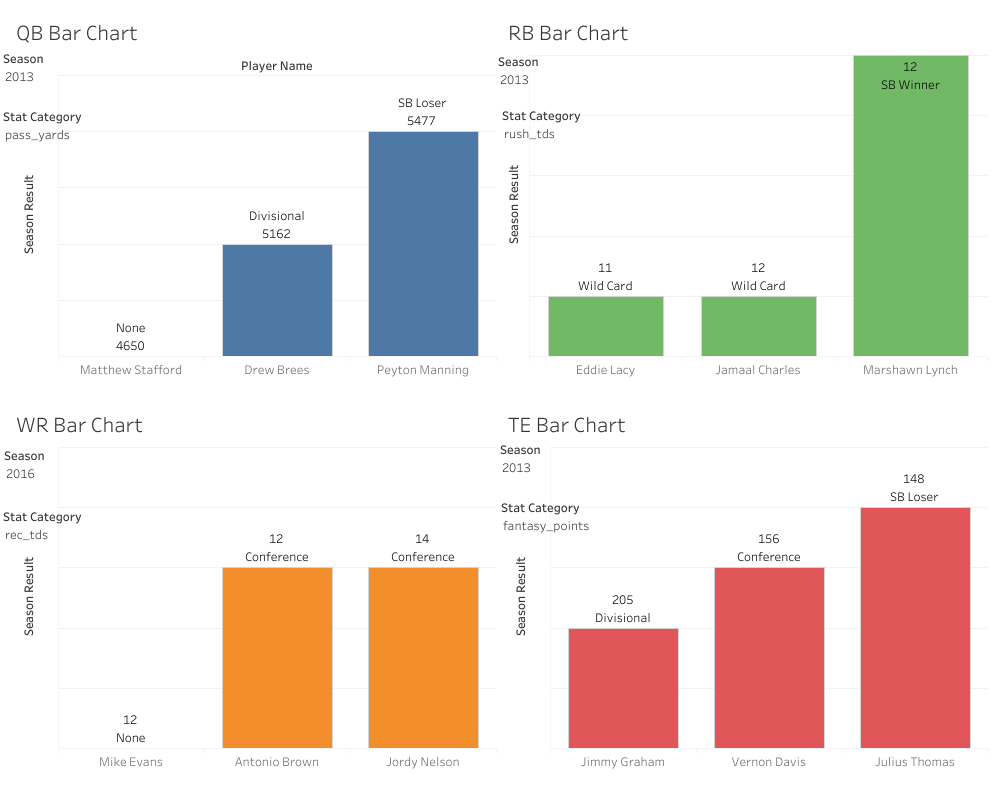 QB Bar Chart
Season
2013
Player Name
Stat Category
pass_yards
Season Result
SB Loser
5477
Divisional
5162
None
4650
Matthew Stafford
Drew Brees
Peyton Manning
RB Bar Chart
Season
2013
Stat Category
rush_tds
Season Result
12
SB Winner
11
Wild Card
12
Wild Card
Eddie Lacy
Jamaal Charles
Marshawn Lynch
WR Bar Chart
Season
2016
Stat Category
rec_tds
Season Result
12
Conference
14
Conference
12
None
Mike Evans
Antonio Brown
Jordy Nelson
TE Bar Chart
Season
2013
Stat Category
fantasy_points
Season Result
148
SB Loser
156
Conference
205
Divisional
Jimmy Graham
Vernon Davis
Julius Thomas